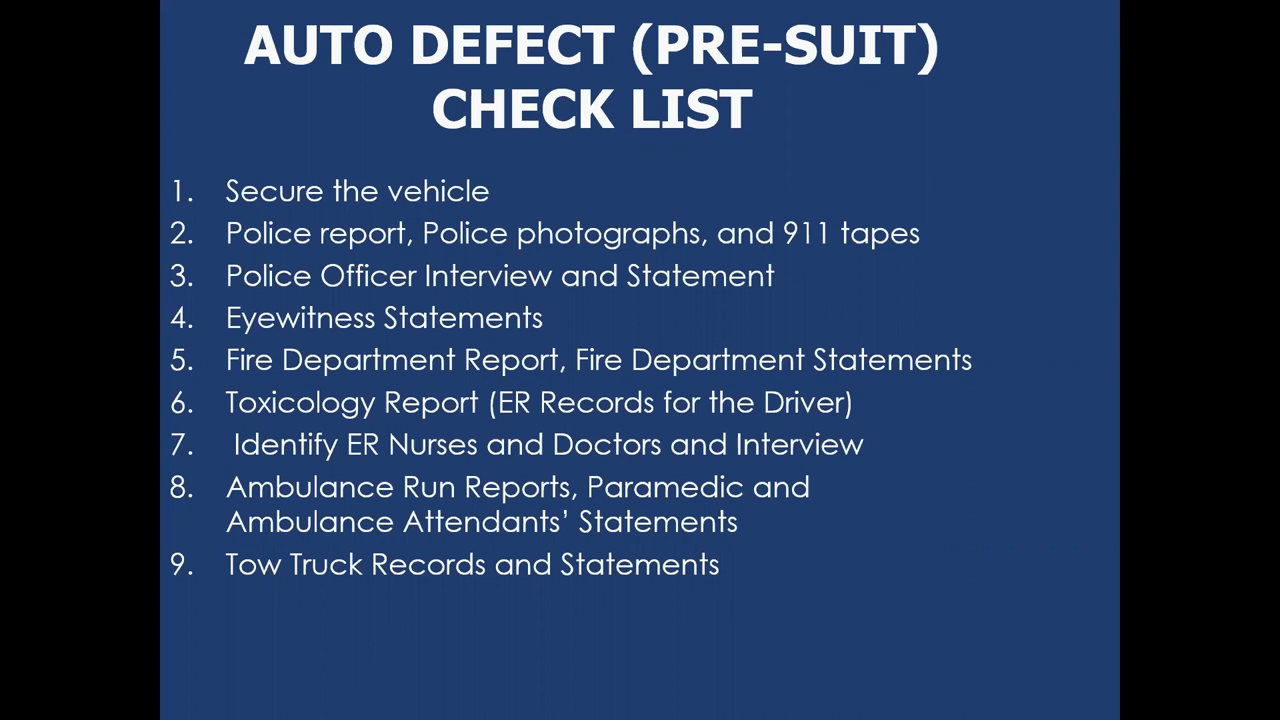 AUTO DEFECT (PRE-SUIT)
CHECK LIST
1. Secure the vehicle
2. Police report, Police photographs, and 911 tapes
3. Police Officer Interview and Statement
4. Eyewitness Statements
5. Fire Department Report, Fire Department Statements
6. Toxicology Report (ER Records for the Driver)
7. Identify ER Nurses and Doctors and Interview
8. Ambulance Run Reports, Paramedic and
Ambulance Attendants’ Statements
9. Tow Truck Records and Statements